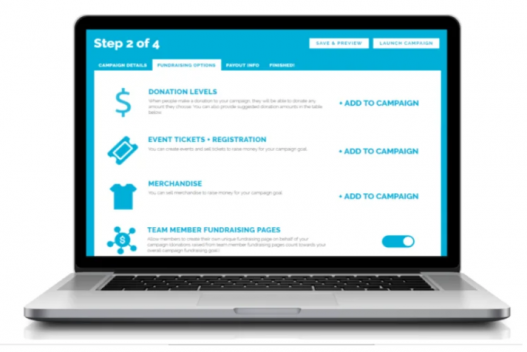 Step 2 of 4
SAVE & PREVIEW
LAUNCH CAMPAIGN
CAMPAIGN DETAILS
FUNDRAISING OPTIONS
PAYOUT INFO
FINISHED!
DONATION LEVELS
When people make a donation to your campaign, they will be able to donate any
amount they choose. You can also provide suggested donation amounts in the table
below.
+ ADD TO CAMPAIGN
EVENT TICKETS + REGISTRATION
You can create events and sell tickets to raise money for your campaign goal.
+ ADD TO CAMPAIGN
MERCHANDISE
You can sell merchandise to raise money for your campaign goal.
+ ADD TO CAMPAIGN
TEAM MEMBER FUNDRAISING PAGES
Allow members to create their own unique fundraising page on behalf of your
campaign. Donations raised from team member fundraising pages count towards your
overall campaign fundraising goal.